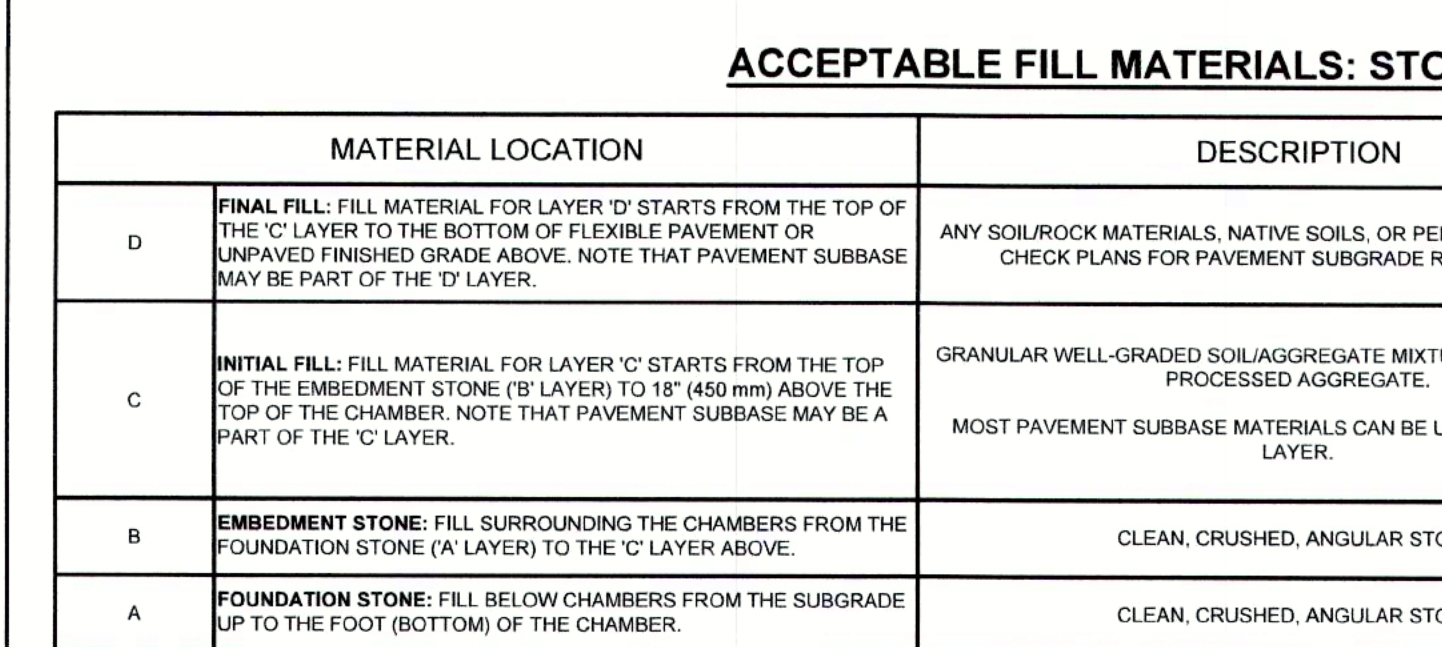 ACCEPTABLE FILL MATERIALS:
MATERIAL LOCATION
DESCRIPTION
D
FINAL FILL: FILL MATERIAL FOR LAYER 'D' STARTS FROM THE TOP OF
THE 'C' LAYER TO THE BOTTOM OF FLEXIBLE PAVEMENT OR
UNPAVED FINISHED GRADE ABOVE. NOTE THAT PAVEMENT SUBBASE
MAY BE PART OF THE 'D' LAYER.
ANY SOIL/ROCK MATERIALS, NATIVE SOILS, OR
CHECK PLANS FOR PAVEMENT SUBGRADE
C
INITIAL FILL: FILL MATERIAL FOR LAYER 'C' STARTS FROM THE TOP
OF THE EMBEDMENT STONE ('B' LAYER) TO 18" (450 mm) ABOVE THE
TOP OF THE CHAMBER. NOTE THAT PAVEMENT SUBBASE MAY BE A
PART OF THE 'C' LAYER.
GRANULAR WELL-GRADED SOIL/AGGREGATE
PROCESSED AGGREGATE.
MOST PAVEMENT SUBBASE MATERIALS CAN BE
LAYER.
B
EMBEDMENT STONE: FILL SURROUNDING THE CHAMBERS FROM THE
FOUNDATION STONE ('A' LAYER) TO THE 'C' LAYER ABOVE.
CLEAN, CRUSHED, ANGULAR
A
FOUNDATION STONE: FILL BELOW CHAMBERS FROM THE SUBGRADE
UP TO THE FOOT (BOTTOM) OF THE CHAMBER.
CLEAN, CRUSHED, ANGULAR